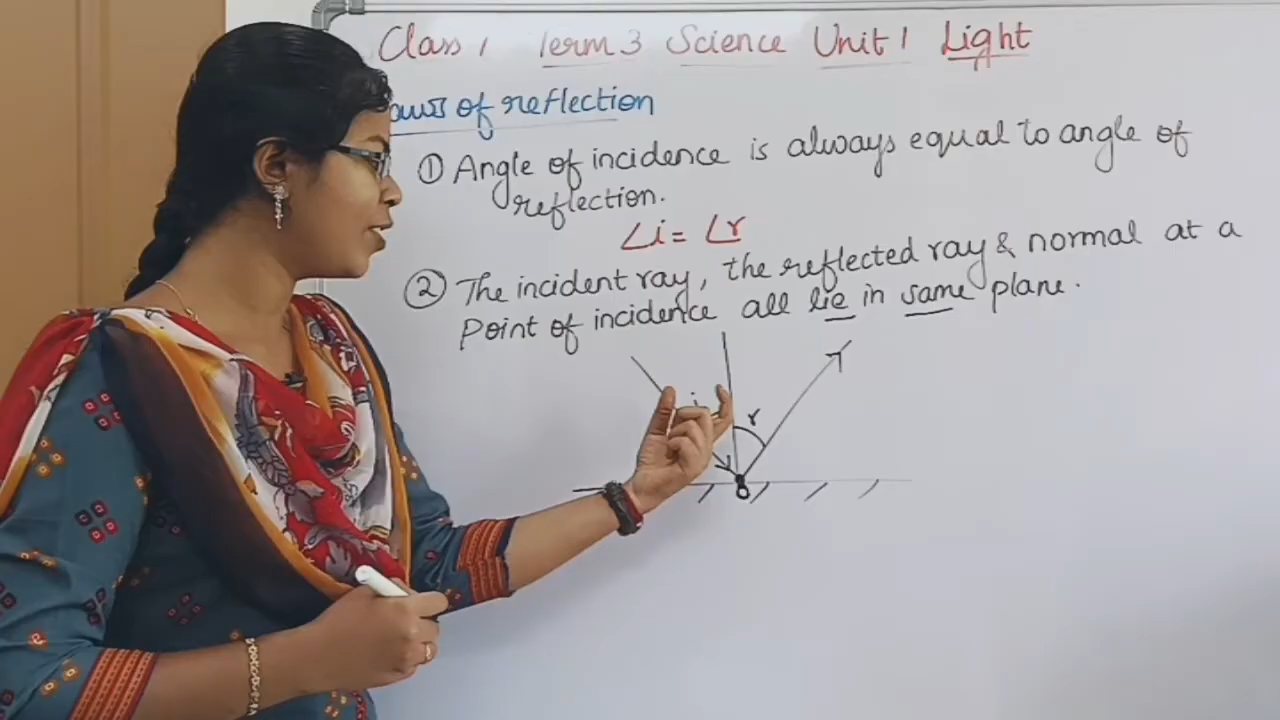 Class 1 Term 3 Science Unit 1 Light
aws of reflection
① Angle of incidence is always equal to angle of
reflection.
∠i = ∠r
② The incident ray, the reflected ray & normal at a
Point of incidence all lie in same plane.
i
r
O